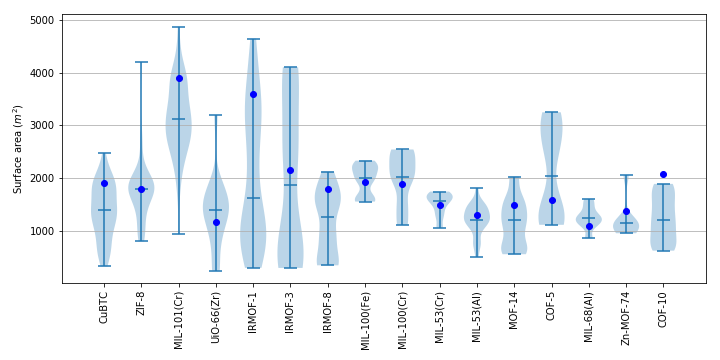 5000
4000
3000
2000
1000
Surface area (m²)
CuBTC
ZIF-8
MIL-101(Cr)
UiO-66(Zr)
IRMOF-1
IRMOF-3
IRMOF-8
MIL-100(Fe)
MIL-100(Cr)
MIL-53(Cr)
MIL-53(Al)
MOF-14
COF-5
MIL-68(Al)
Zn-MOF-74
COF-10